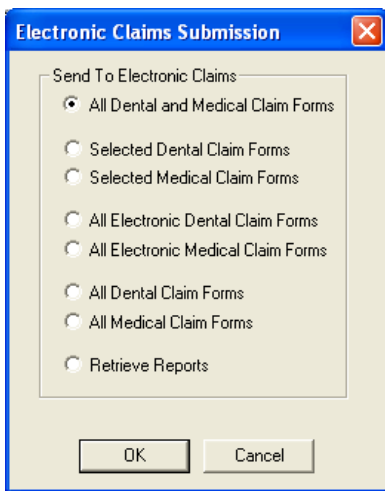 Electronic Claims Submission
Send To Electronic Claims
All Dental and Medical Claim Forms
Selected Dental Claim Forms
Selected Medical Claim Forms
All Electronic Dental Claim Forms
All Electronic Medical Claim Forms
All Dental Claim Forms
All Medical Claim Forms
Retrieve Reports
OK Cancel